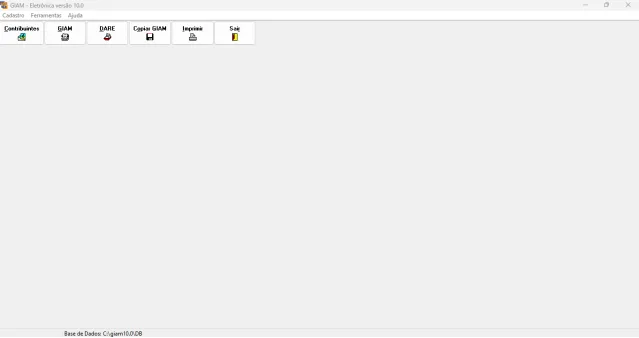 GIAM - Eletrônica versão 10.0
Cadastro Ferramentas Ajuda
Contribuintes GIAM DARE Copiar GIAM Imprimir Sair
Base de Dados: C:\giam10.0\DB